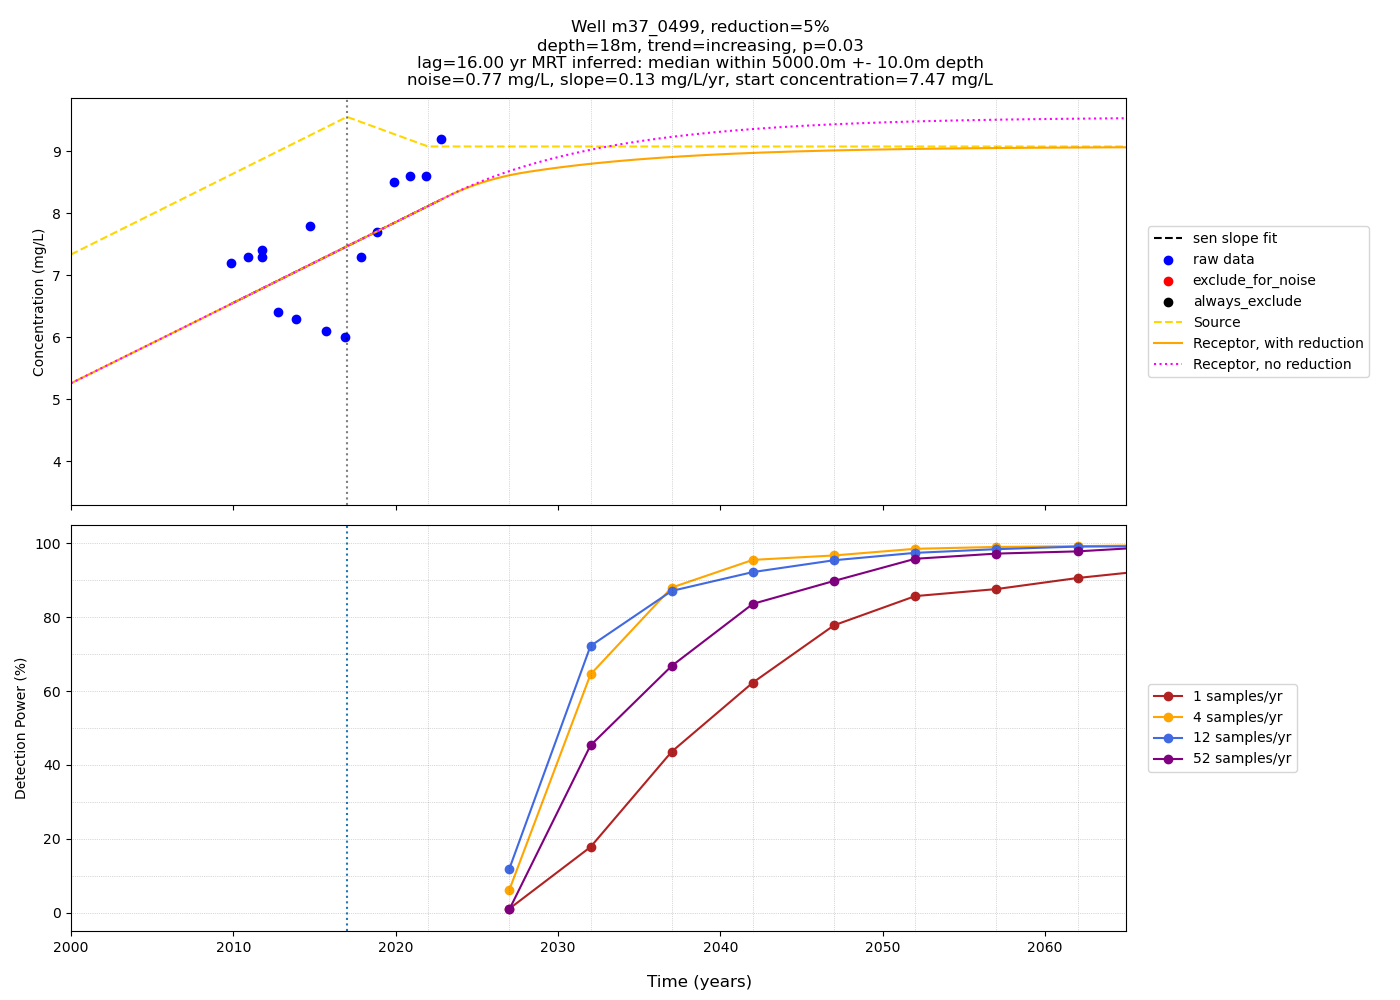 Well m37_0499, reduction=5%
depth=18m, trend=increasing, p=0.03
lag=16.00 yr MRT inferred: median within 5000.0m +- 10.0m depth
noise=0.77 mg/L, slope=0.13 mg/L/yr, start concentration=7.47 mg/L
Concentration (mg/L)
9
8
7
6
5
4
sen slope fit
raw data
exclude_for_noise
always_exclude
Source
Receptor, with reduction
Receptor, no reduction
Detection Power (%)
100
80
60
40
20
0
1 samples/yr
4 samples/yr
12 samples/yr
52 samples/yr
2000 2010 2020 2030 2040 2050 2060
Time (years)